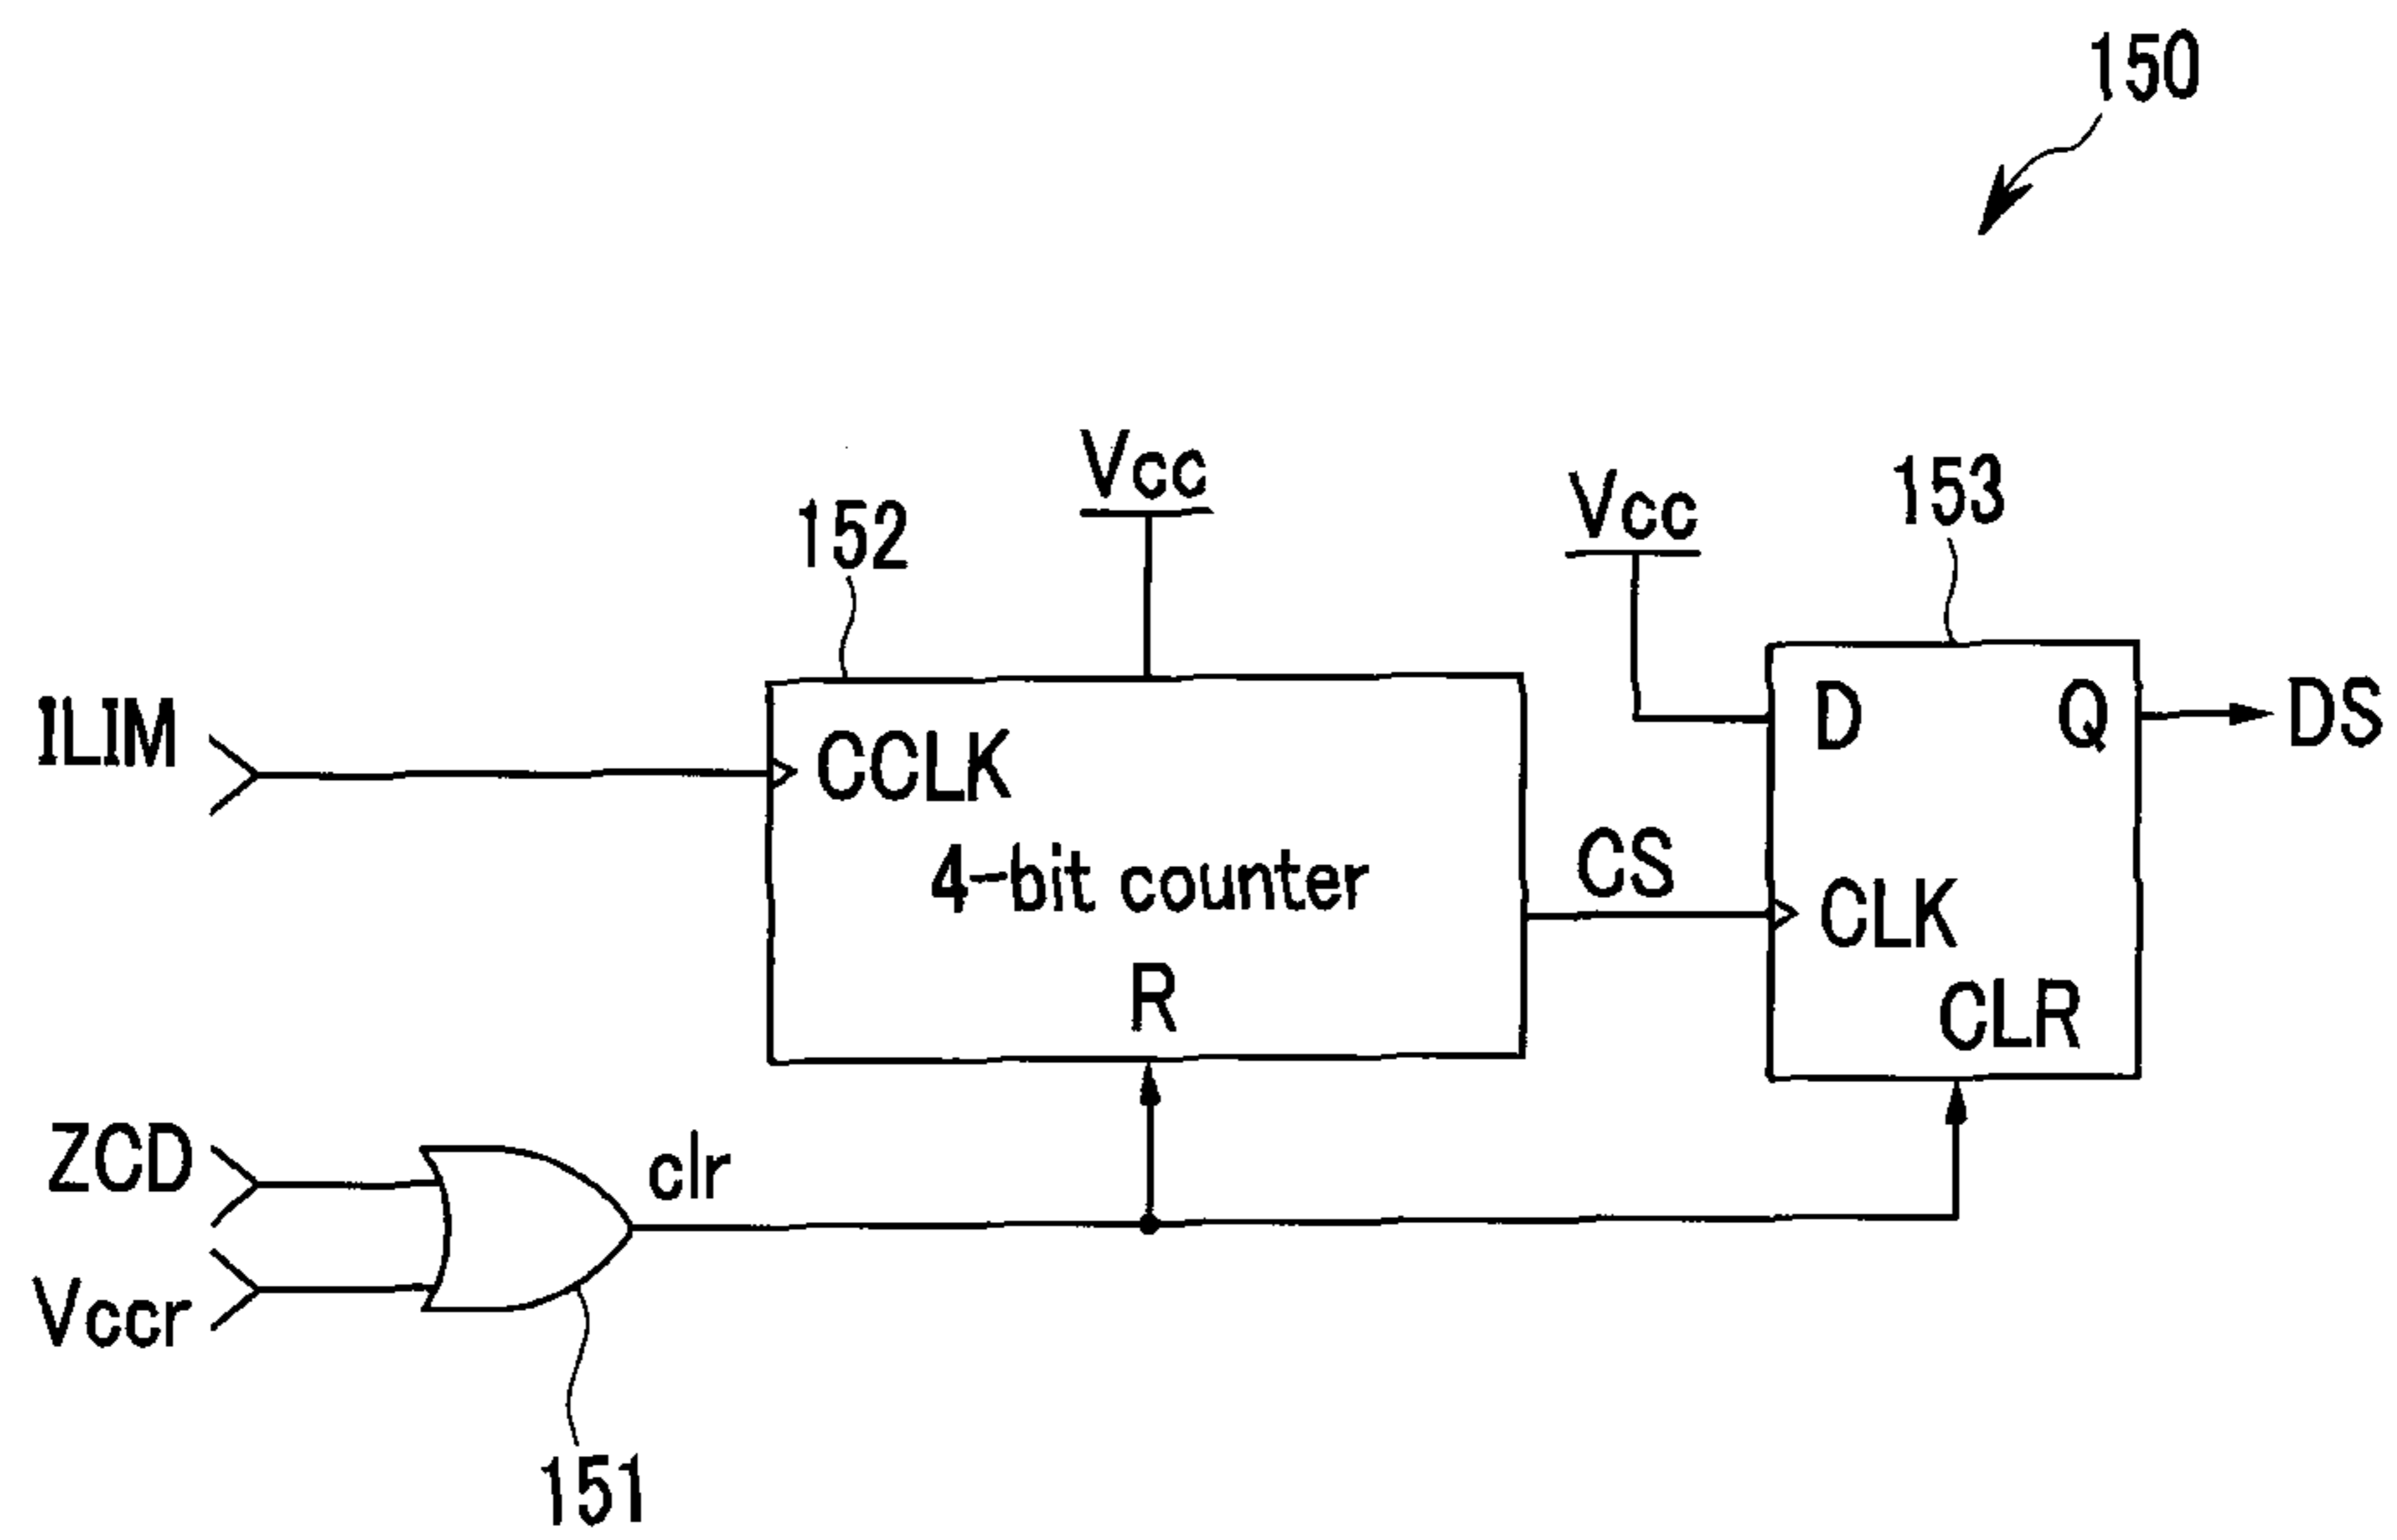 150
Vcc
Vcc
153
152
ILIM
CCLK
D
Q
DS
4-bit counter
CS
CLK
R
CLR
ZCD
clr
Vccr
151